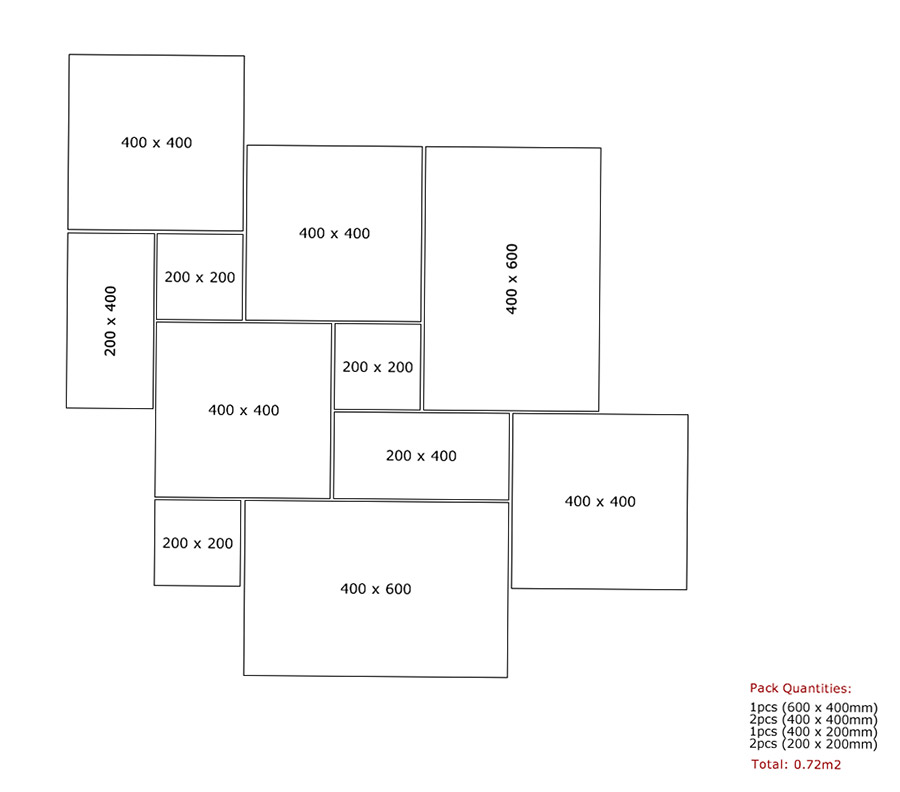 400 x 400
400 x 400
400 x 600
200 x 200
200 x 400
200 x 200
400 x 400
200 x 400
400 x 400
200 x 200
400 x 600
Pack Quantities:
1pcs (600 x 400mm)
2pcs (400 x 400mm)
1pcs (400 x 200mm)
2pcs (200 x 200mm)
Total: 0.72m2